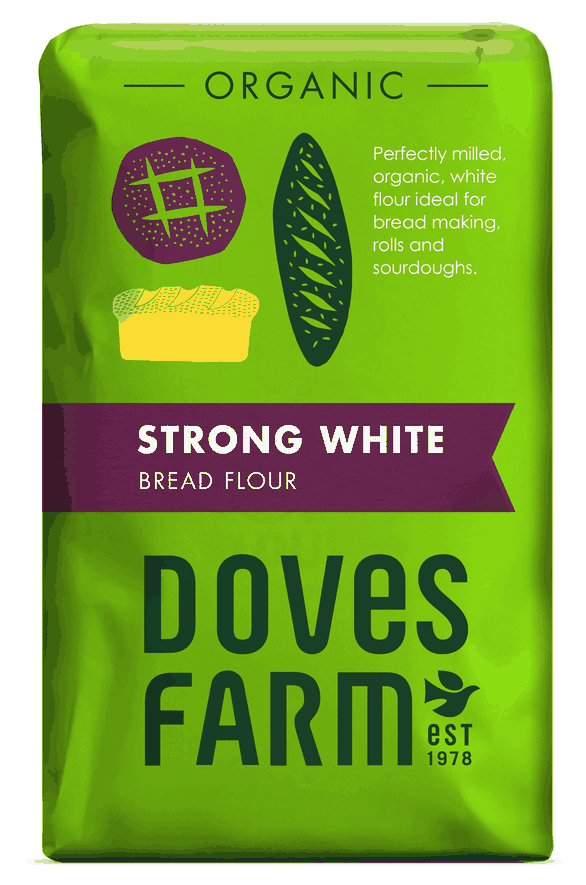 ORGANIC
Perfectly milled,
organic, white
flour ideal for
bread making,
rolls and
sourdoughs.
STRONG WHITE
BREAD FLOUR
DOVES
FARM
EST
1978